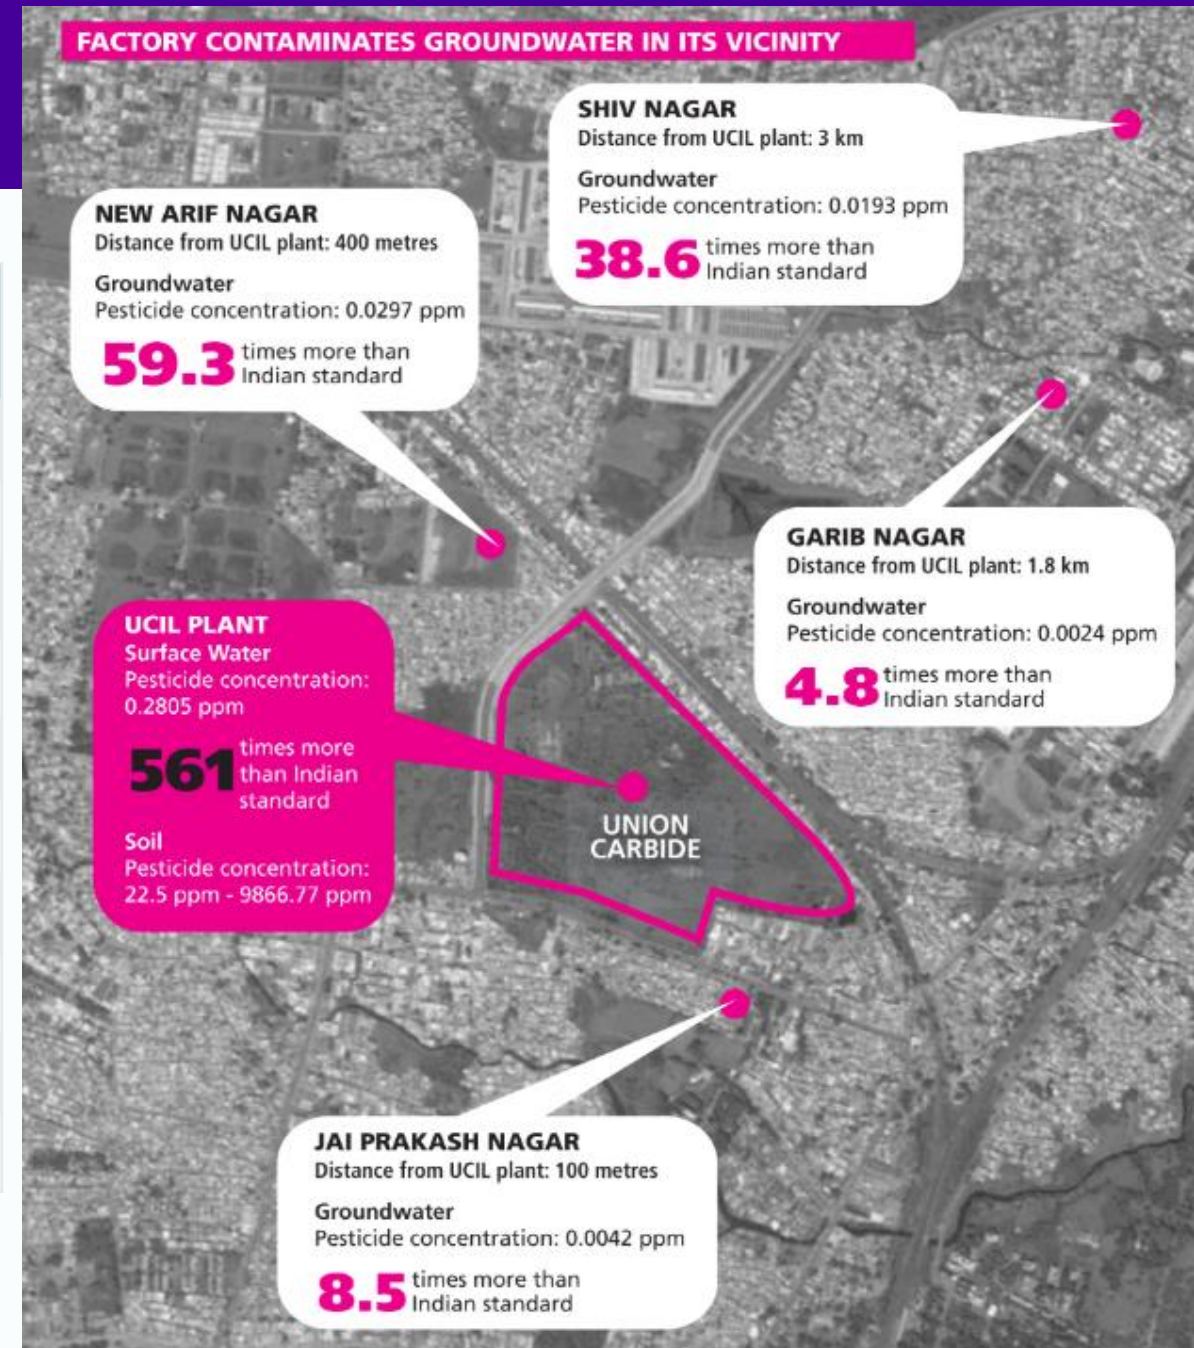 FACTORY CONTAMINATES GROUNDWATER IN ITS VICINITY
SHIV NAGAR
Distance from UCIL plant: 3 km
Groundwater
Pesticide concentration: 0.0193 ppm
38.6 times more than
Indian standard
NEW ARIF NAGAR
Distance from UCIL plant: 400 metres
Groundwater
Pesticide concentration: 0.0297 ppm
59.3 times more than
Indian standard
GARIB NAGAR
Distance from UCIL plant: 1.8 km
Groundwater
Pesticide concentration: 0.0024 ppm
4.8 times more than
Indian standard
UCIL PLANT
Surface Water
Pesticide concentration:
0.2805 ppm
561 times more
than Indian
standard
Soil
Pesticide concentration:
22.5 ppm - 9866.77 ppm
UNION
CARBIDE
JAI PRAKASH NAGAR
Distance from UCIL plant: 100 metres
Groundwater
Pesticide concentration: 0.0042 ppm
8.5 times more than
Indian standard